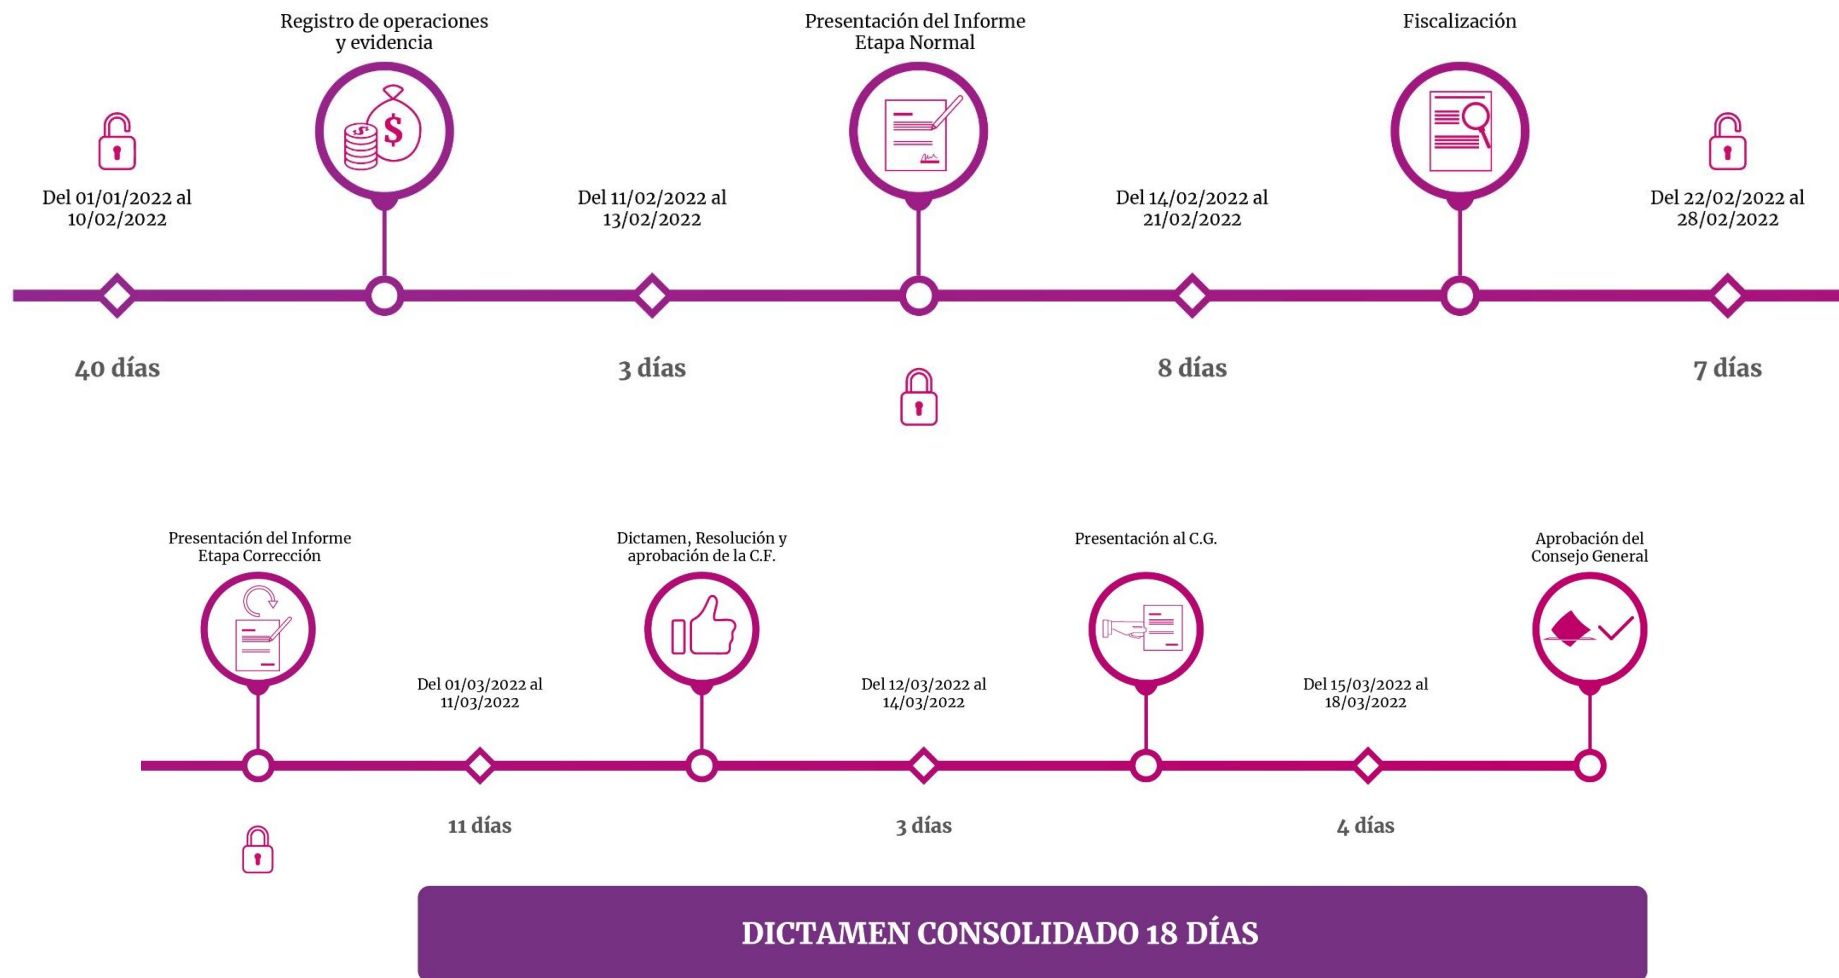 Registro de operaciones
y evidencia
Presentación del Informe
Etapa Normal
Fiscalización
Del 01/01/2022 al
10/02/2022
Del 11/02/2022 al
13/02/2022
Del 14/02/2022 al
21/02/2022
Del 22/02/2022 al
28/02/2022
40 días
3 días
8 días
7 días
Presentación del Informe
Etapa Corrección
Dictamen, Resolución y
aprobación de la C.F.
Presentación al C.G.
Aprobación del
Consejo General
Del 01/03/2022 al
11/03/2022
Del 12/03/2022 al
14/03/2022
Del 15/03/2022 al
18/03/2022
11 días
3 días
4 días
DICTAMEN CONSOLIDADO 18 DÍAS